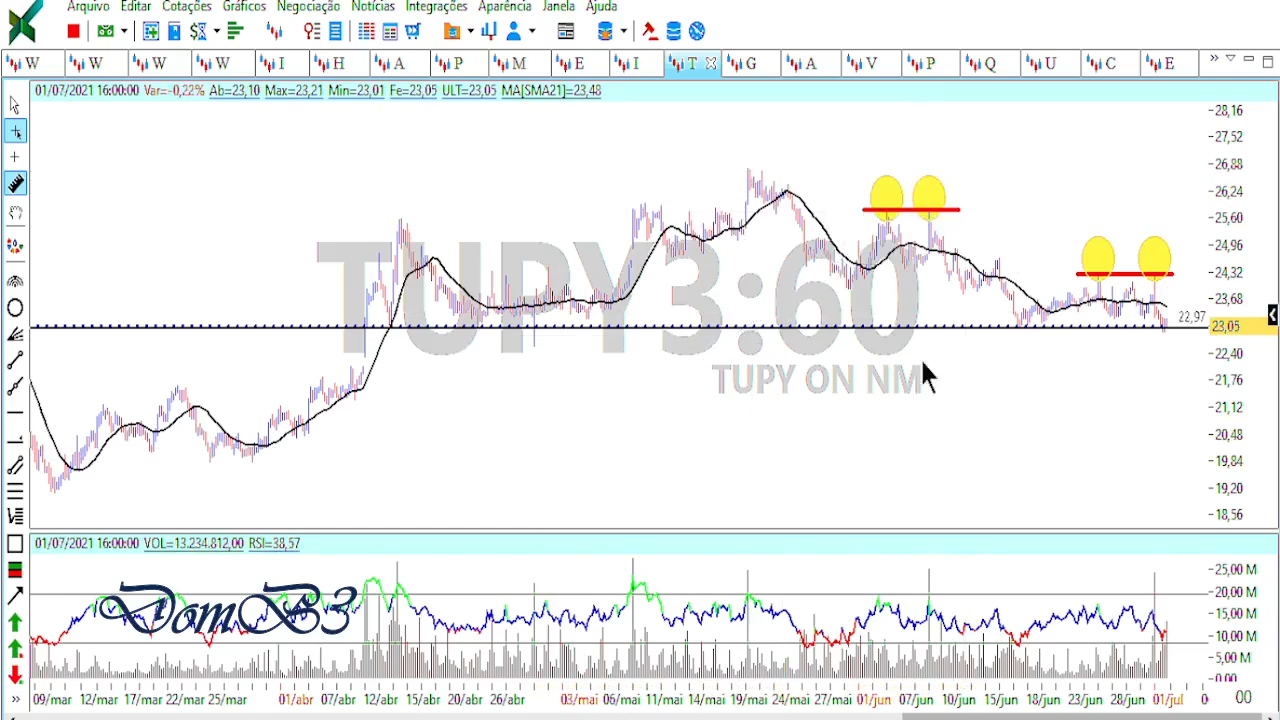 Arquivo Editar Cotações Gráficos Negociação Notícias Integrações Aparência Janela Ajuda
W W W W I H A P M E I T G A V P Q U C E
01/07/2021 16:00:00 Var=-0,22% Ab=23,10 Max=23,21 Min=23,01 Fe=23,05 ULT=23,05 MA[SMA21]=23,48
28,16
27,52
26,88
26,24
25,60
24,96
24,32
23,68
22,97
23,05
22,40
21,76
21,12
20,48
19,84
19,20
18,56
TUPY3:60
TUPY ON NM
01/07/2021 16:00:00 VOL=13.234.812,00 RSI=38,57
25,00 M
20,00 M
15,00 M
10,00 M
5,00 M
0,00
DomB3
09/mar 12/mar 17/mar 22/mar 25/mar 01/abr 07/abr 12/abr 15/abr 20/abr 26/abr 03/mai 06/mai 11/mai 14/mai 19/mai 24/mai 27/mai 01/jun 07/jun 10/jun 15/jun 18/jun 23/jun 28/jun 01/jul 00